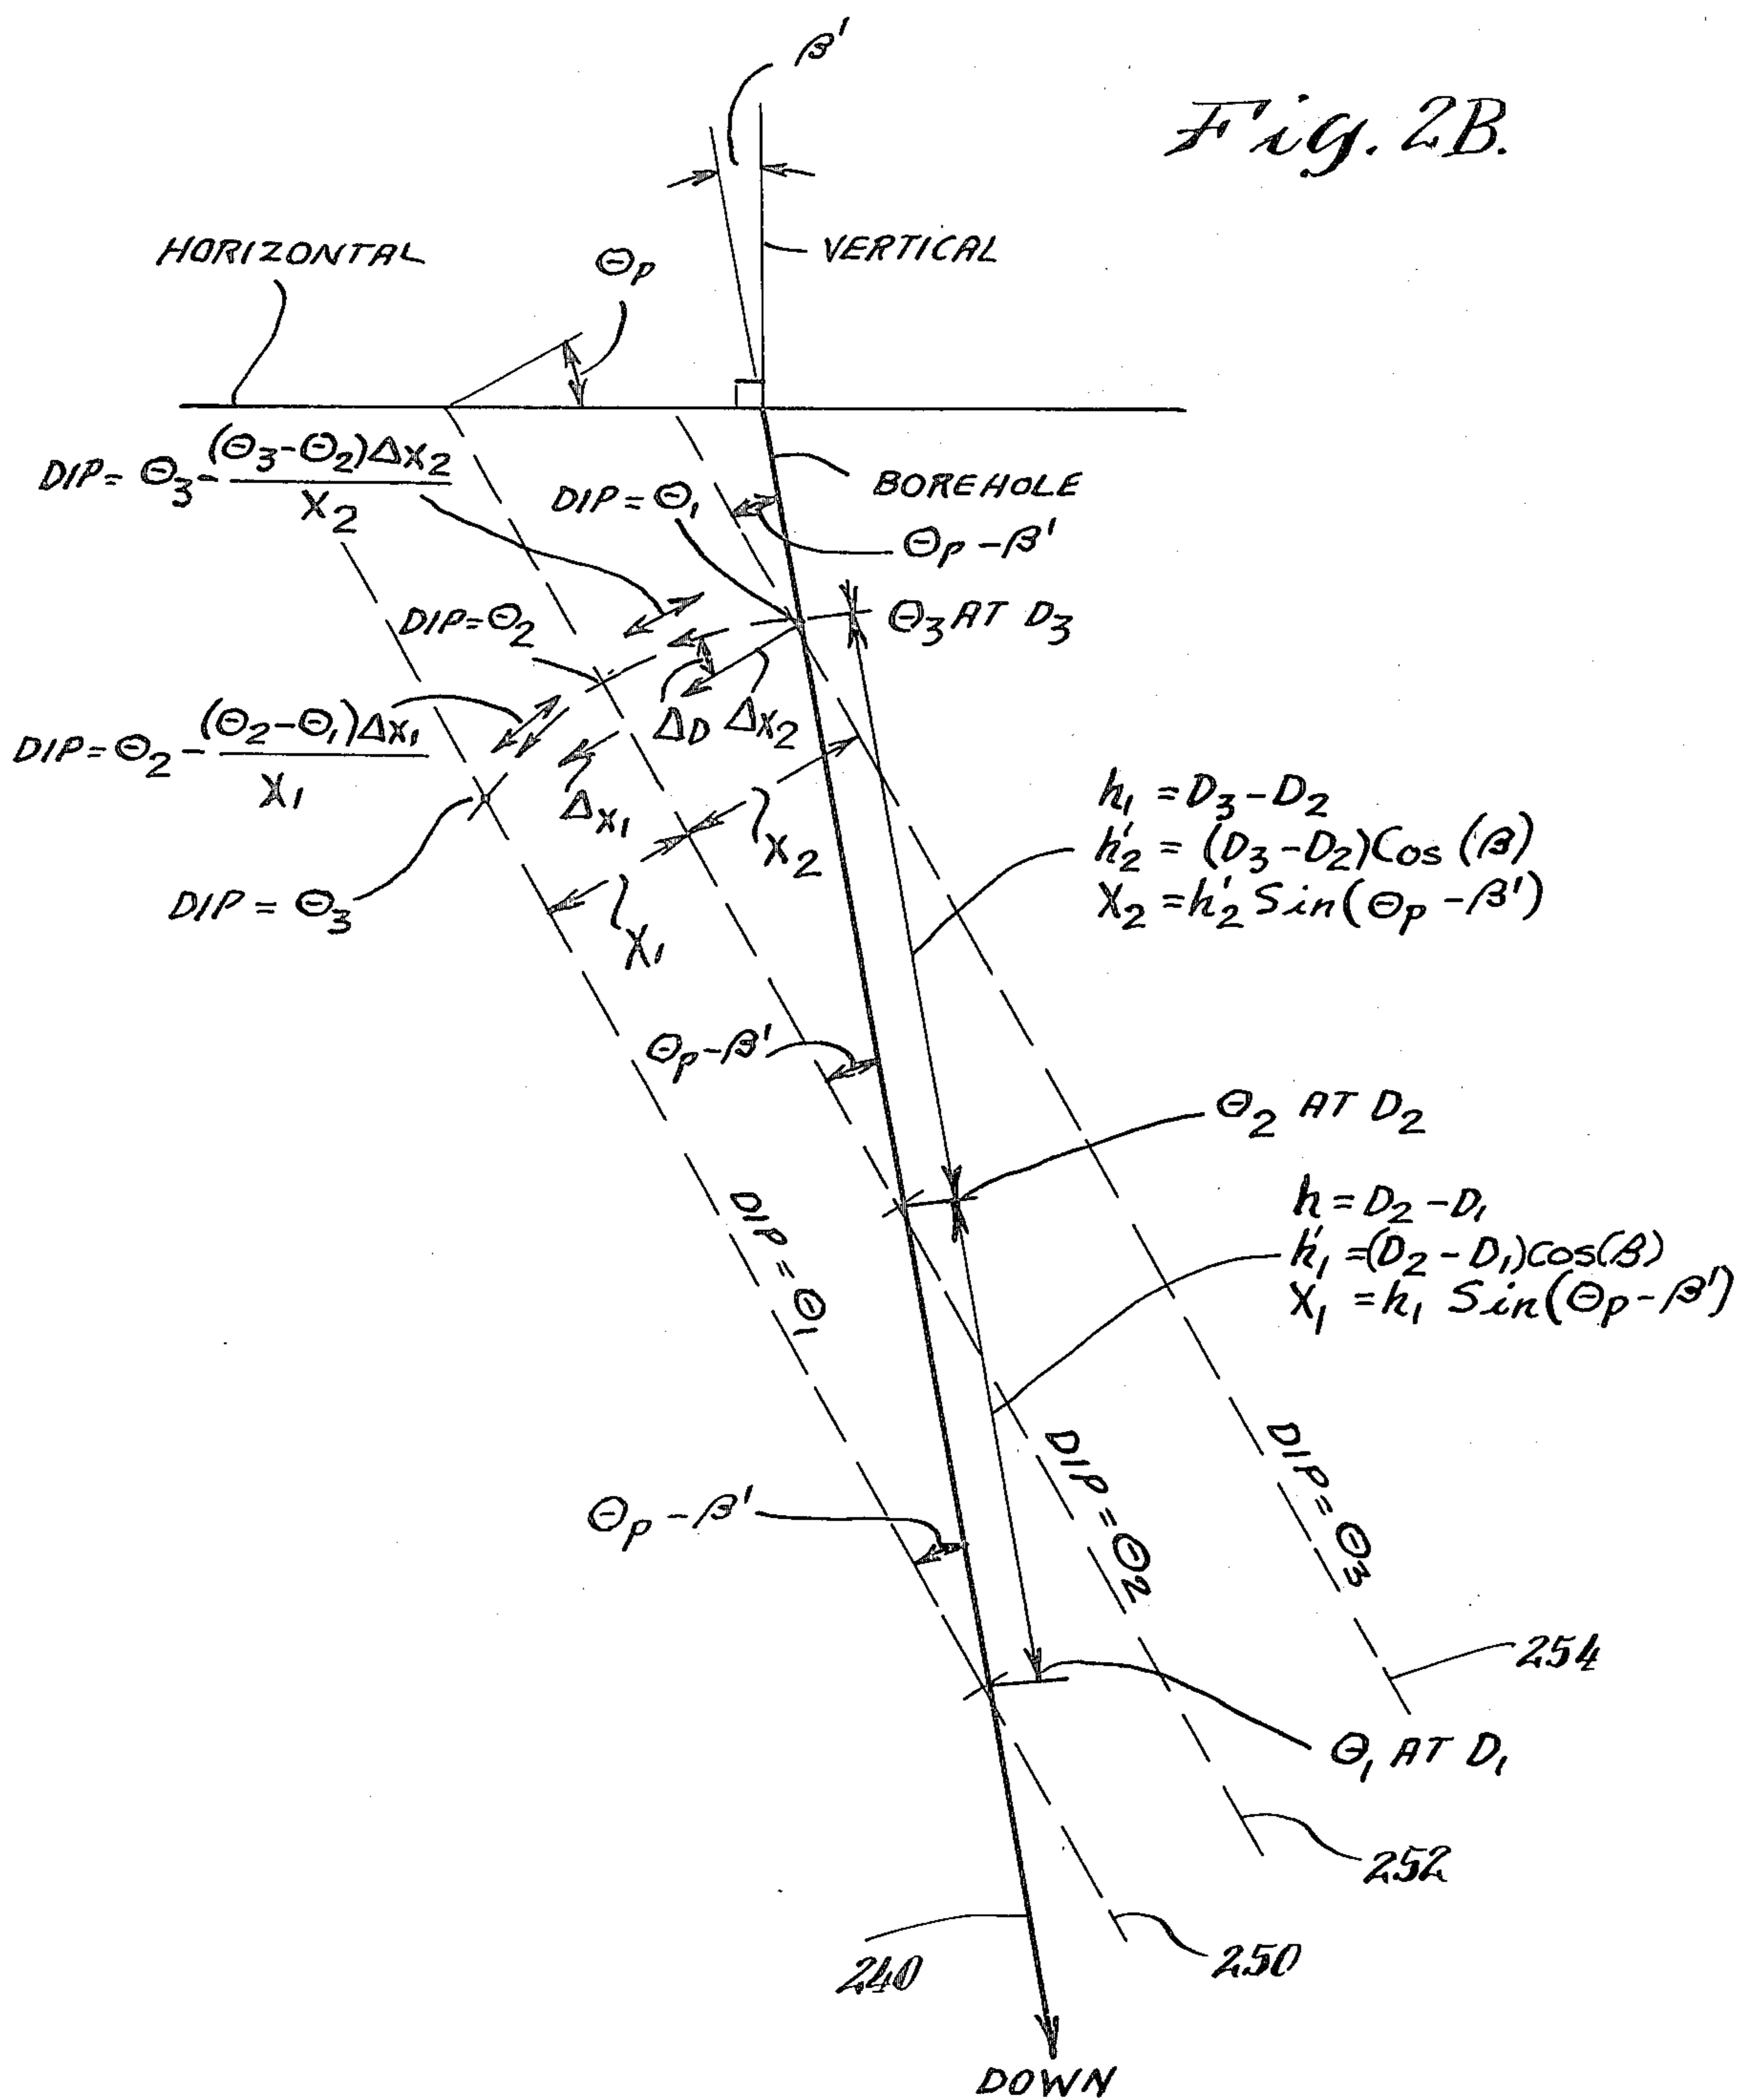 β'
Fig. 2B.
HORIZONTAL
Θp
VERTICAL
DIP = Θ3 - (Θ3-Θ2)Δx2 / X2
DIP = Θ1
BOREHOLE
Θp - β'
DIP = Θ2
Θ3 AT D3
DIP = Θ2 - (Θ2-Θ1)Δx1 / X1
ΔD
Δx2
Δx1
X2
DIP = Θ3
X1
h1 = D3 - D2
h'2 = (D3 - D2) Cos (β)
X2 = h'2 Sin (Θp - β')
Θp - β'
Θ2 AT D2
h = D2 - D1
h'1 = (D2 - D1) COS(β)
X1 = h1 Sin (Θp - β')
DIP = Θ1
DIP = Θ2
DIP = Θ3
Θp - β'
254
Θ1 AT D1
252
250
240
DOWN